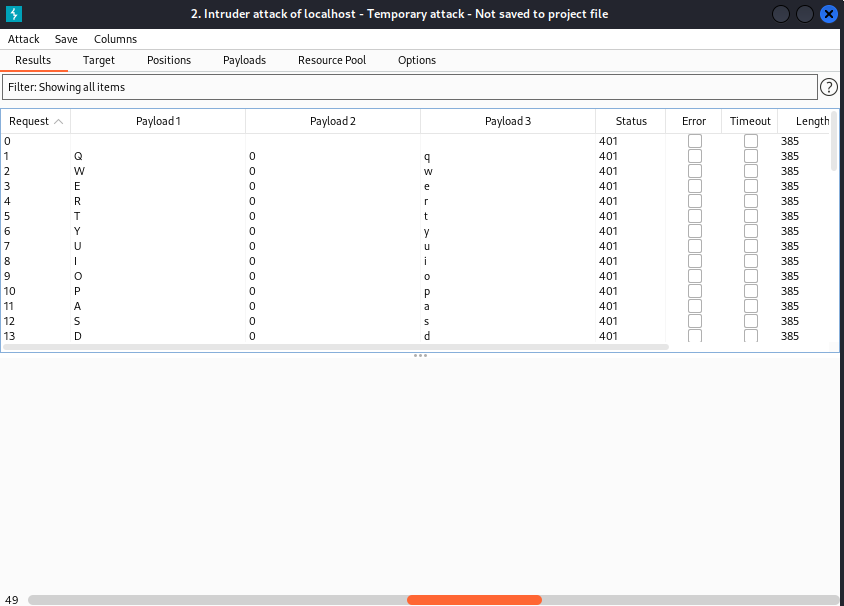 2. Intruder attack of localhost - Temporary attack - Not saved to project file
Attack Save Columns
Results Target Positions Payloads Resource Pool Options
Filter: Showing all items ?
Request Payload 1 Payload 2 Payload 3 Status Error Timeout Length
0 401 385
1 Q 0 q 401 385
2 W 0 w 401 385
3 E 0 e 401 385
4 R 0 r 401 385
5 T 0 t 401 385
6 Y 0 y 401 385
7 U 0 u 401 385
8 I 0 i 401 385
9 O 0 o 401 385
10 P 0 p 401 385
11 A 0 a 401 385
12 S 0 s 401 385
13 D 0 d 401 385
49